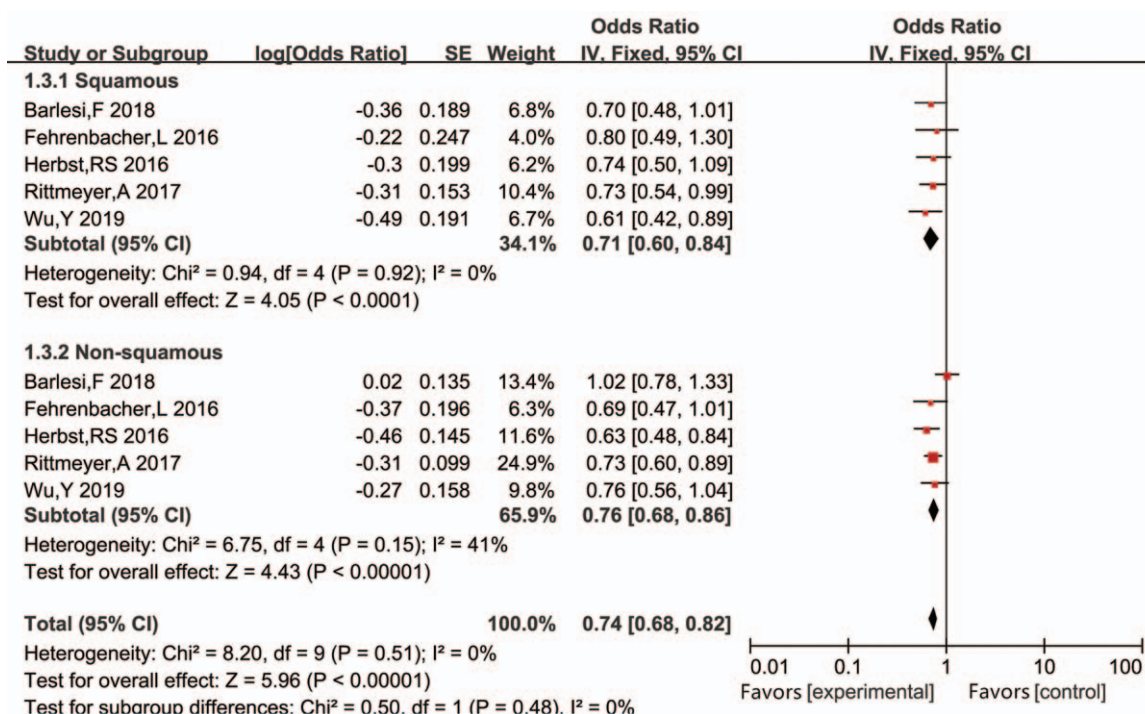 Odds Ratio Odds Ratio
Study or Subgroup log[Odds Ratio] SE Weight IV, Fixed, 95% CI IV, Fixed, 95% CI
1.3.1 Squamous
Barlesi,F 2018 -0.36 0.189 6.8% 0.70 [0.48, 1.01]
Fehrenbacher,L 2016 -0.22 0.247 4.0% 0.80 [0.49, 1.30]
Herbst,RS 2016 -0.3 0.199 6.2% 0.74 [0.50, 1.09]
Rittmeyer,A 2017 -0.31 0.153 10.4% 0.73 [0.54, 0.99]
Wu,Y 2019 -0.49 0.191 6.7% 0.61 [0.42, 0.89]
Subtotal (95% CI) 34.1% 0.71 [0.60, 0.84]
Heterogeneity: Chi² = 0.94, df = 4 (P = 0.92); I² = 0%
Test for overall effect: Z = 4.05 (P < 0.0001)
1.3.2 Non-squamous
Barlesi,F 2018 0.02 0.135 13.4% 1.02 [0.78, 1.33]
Fehrenbacher,L 2016 -0.37 0.196 6.3% 0.69 [0.47, 1.01]
Herbst,RS 2016 -0.46 0.145 11.6% 0.63 [0.48, 0.84]
Rittmeyer,A 2017 -0.31 0.099 24.9% 0.73 [0.60, 0.89]
Wu,Y 2019 -0.27 0.158 9.8% 0.76 [0.56, 1.04]
Subtotal (95% CI) 65.9% 0.76 [0.68, 0.86]
Heterogeneity: Chi² = 6.75, df = 4 (P = 0.15); I² = 41%
Test for overall effect: Z = 4.43 (P < 0.00001)
Total (95% CI) 100.0% 0.74 [0.68, 0.82]
Heterogeneity: Chi² = 8.20, df = 9 (P = 0.51); I² = 0%
Test for overall effect: Z = 5.96 (P < 0.00001)
Test for subgroup differences: Chi² = 0.50, df = 1 (P = 0.48), I² = 0%
0.01 0.1 1 10 100
Favors [experimental] Favors [control]